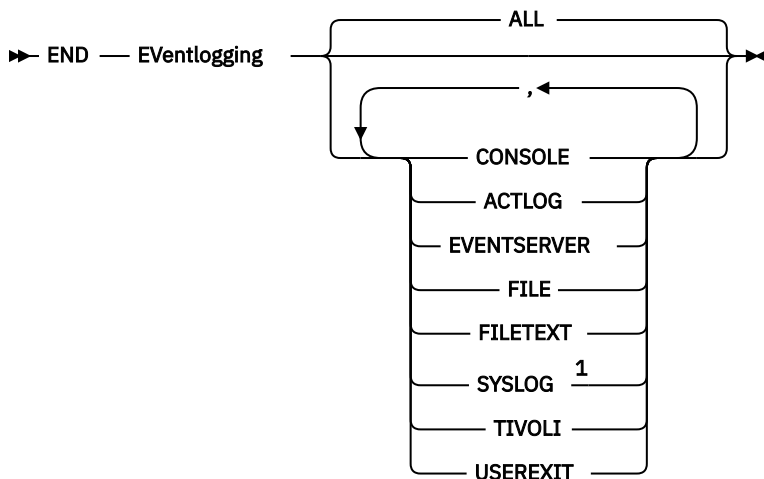 ALL
END EVentlogging
,
CONSOLE
ACTLOG
EVENTSERVER
FILE
FILETEXT
SYSLOG 1
TIVOLI
USEREXIT